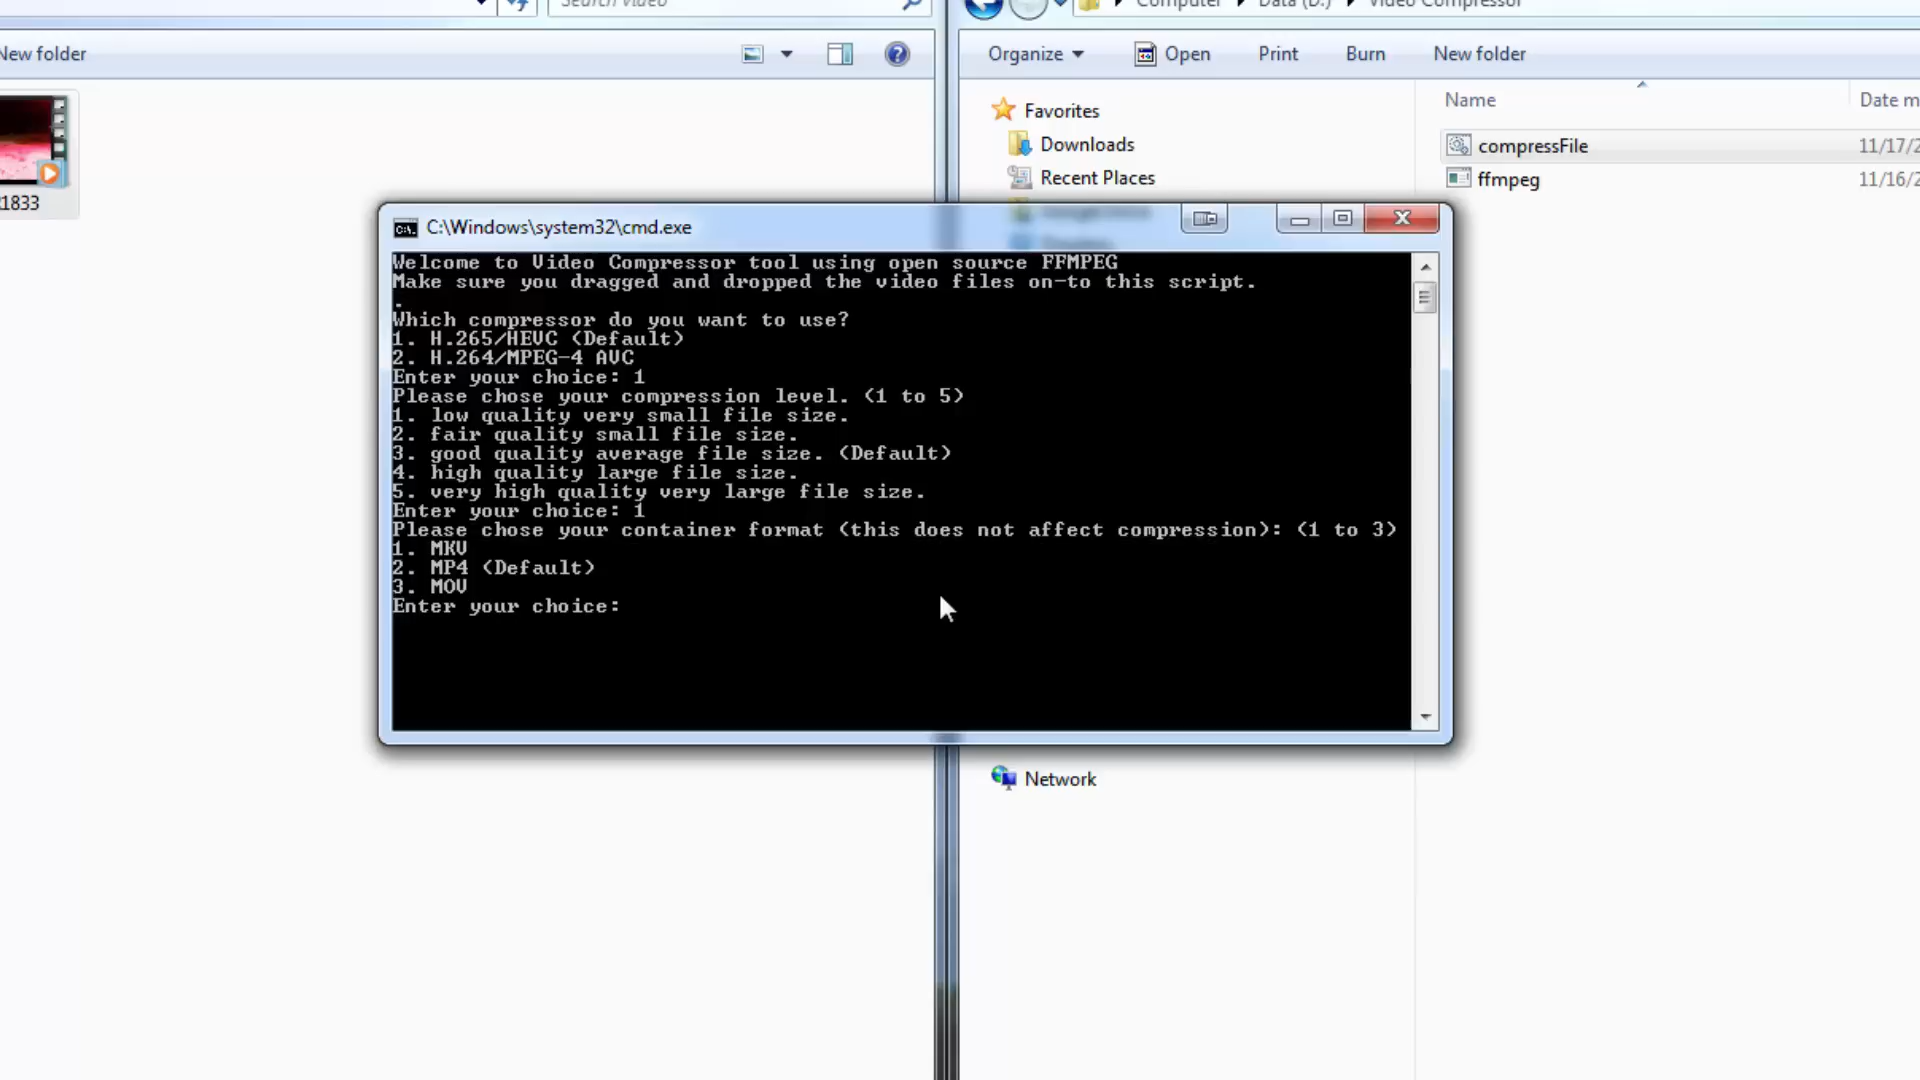 Search Video
Computer Data (D:) Video Compressor
New folder
Organize Open Print Burn New folder
Favorites
Downloads
Recent Places
Network
Name Date m
compressFile 11/17/2
ffmpeg 11/16/2
1833
C:\Windows\system32\cmd.exe
Welcome to Video Compressor tool using open source FFMPEG
Make sure you dragged and dropped the video files on-to this script.
.
Which compressor do you want to use?
1. H.265/HEVC (Default)
2. H.264/MPEG-4 AVC
Enter your choice: 1
Please chose your compression level. (1 to 5)
1. low quality very small file size.
2. fair quality small file size.
3. good quality average file size. (Default)
4. high quality large file size.
5. very high quality very large file size.
Enter your choice: 1
Please chose your container format (this does not affect compression): (1 to 3)
1. MKV
2. MP4 (Default)
3. MOV
Enter your choice: